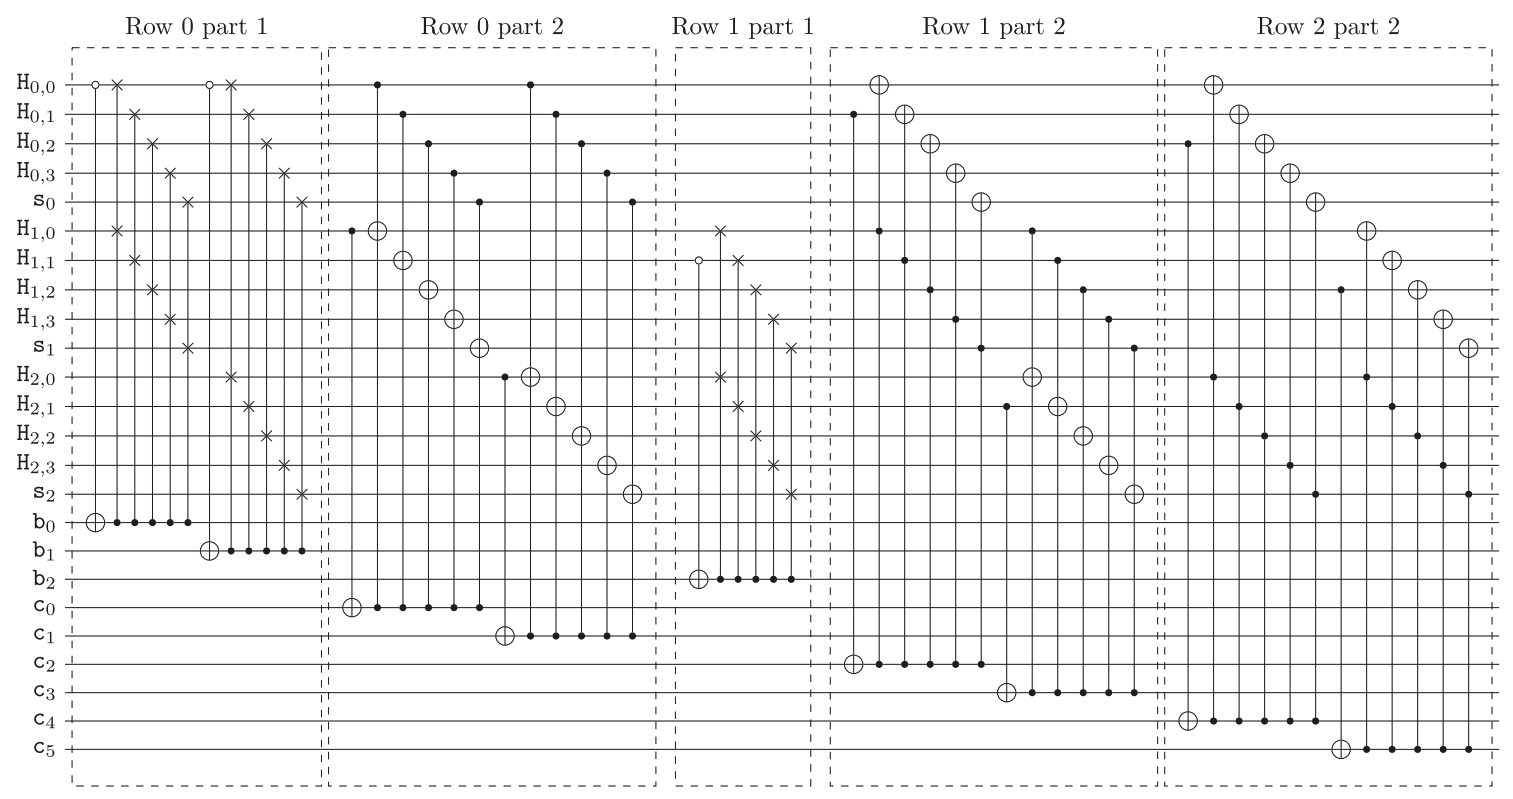 Row 0 part 1 Row 0 part 2 Row 1 part 1 Row 1 part 2 Row 2 part 2
H₀,₀
H₀,₁
H₀,₂
H₀,₃
s₀
H₁,₀
H₁,₁
H₁,₂
H₁,₃
s₁
H₂,₀
H₂,₁
H₂,₂
H₂,₃
s₂
b₀
b₁
b₂
c₀
c₁
c₂
c₃
c₄
c₅